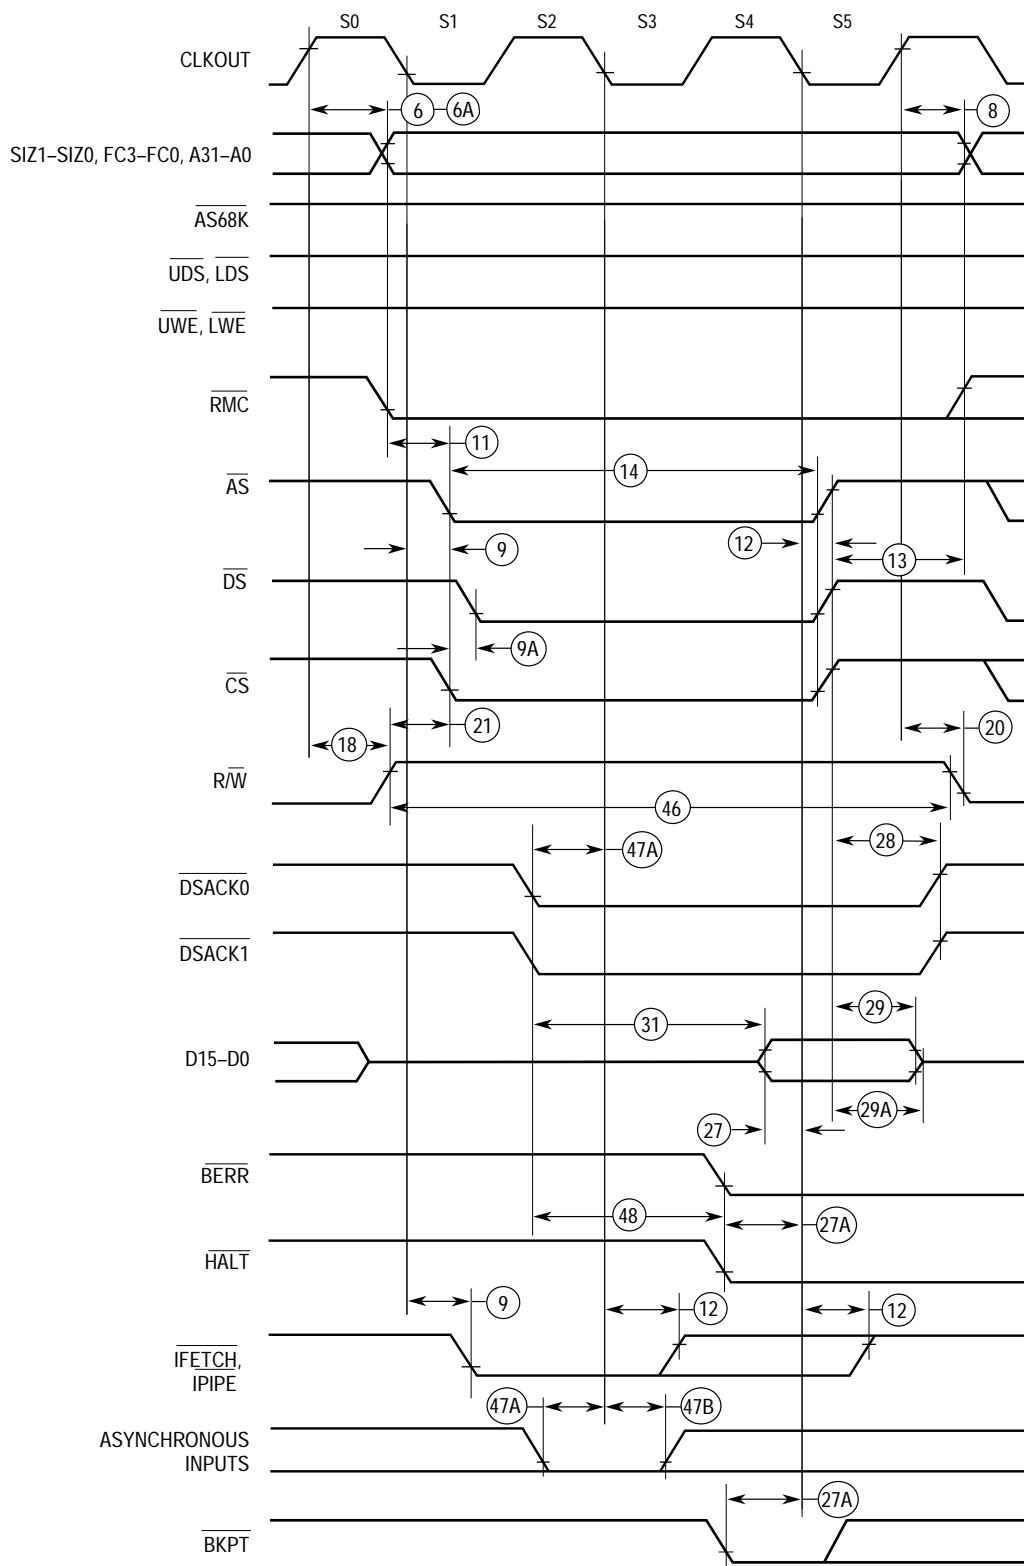 S0 S1 S2 S3 S4 S5
CLKOUT
6 6A 8
SIZ1–SIZ0, FC3–FC0, A31–A0
AS68K
UDS, LDS
UWE, LWE
RMC
11
14
AS
9 12 13
DS
9A
CS
21 20
18
R/W
46
47A 28
DSACK0
DSACK1
31 29
D15–D0
29A
27
BERR
48 27A
HALT
9 12 12
IFETCH,
IPIPE
47A 47B
ASYNCHRONOUS
INPUTS
27A
BKPT